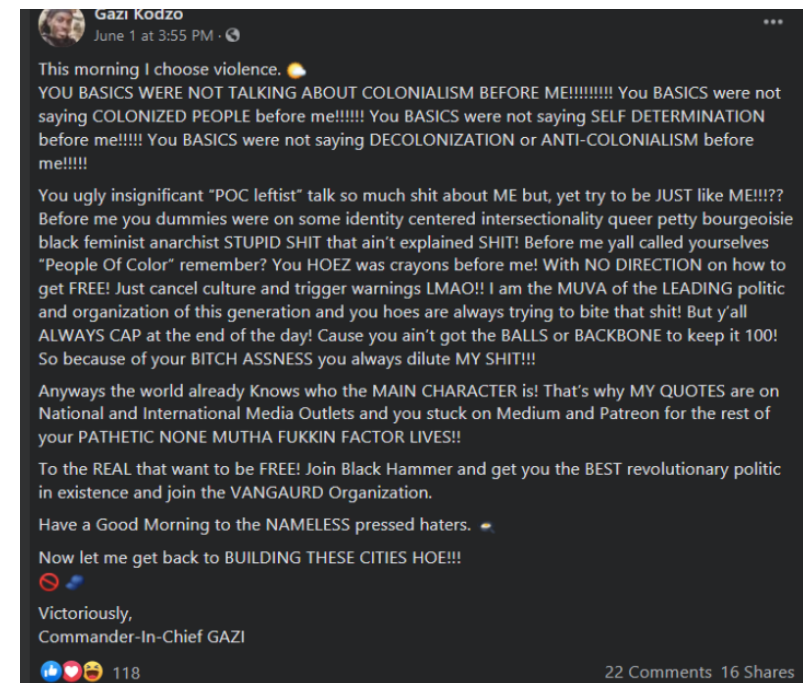 Gazi Kodzo
June 1 at 3:55 PM ·
This morning I choose violence.
YOU BASICS WERE NOT TALKING ABOUT COLONIALISM BEFORE ME!!!!!!!!! You BASICS were not
saying COLONIZED PEOPLE before me!!!!!! You BASICS were not saying SELF DETERMINATION
before me!!!!! You BASICS were not saying DECOLONIZATION or ANTI-COLONIALISM before
me!!!!!
You ugly insignificant “POC leftist” talk so much shit about ME but, yet try to be JUST like ME!!!??
Before me you dummies were on some identity centered intersectionality queer petty bourgeoisie
black feminist anarchist STUPID SHIT that ain’t explained SHIT! Before me yall called yourselves
“People Of Color” remember? You HOEZ was crayons before me! With NO DIRECTION on how to
get FREE! Just cancel culture and trigger warnings LMAO!! I am the MUVA of the LEADING politic
and organization of this generation and you hoes are always trying to bite that shit! But y’all
ALWAYS CAP at the end of the day! Cause you ain’t got the BALLS or BACKBONE to keep it 100!
So because of your BITCH ASSNESS you always dilute MY SHIT!!!
Anyways the world already Knows who the MAIN CHARACTER is! That’s why MY QUOTES are on
National and International Media Outlets and you stuck on Medium and Patreon for the rest of
your PATHETIC NONE MUTHA FUKKIN FACTOR LIVES!!
To the REAL that want to be FREE! Join Black Hammer and get you the BEST revolutionary politic
in existence and join the VANGAURD Organization.
Have a Good Morning to the NAMELESS pressed haters.
Now let me get back to BUILDING THESE CITIES HOE!!!
Victoriously,
Commander-In-Chief GAZI
118
22 Comments 16 Shares